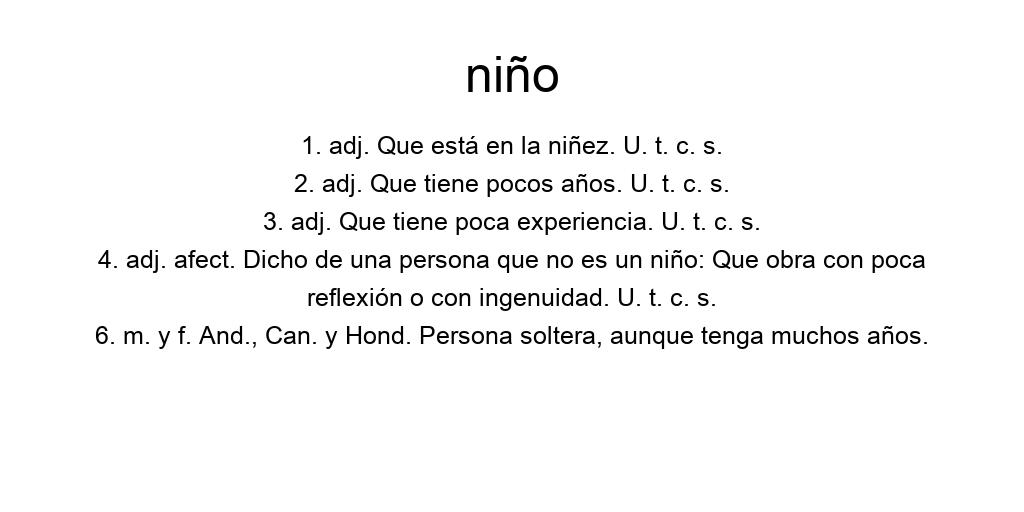 niño
1. adj. Que está en la niñez. U. t. c. s.
2. adj. Que tiene pocos años. U. t. c. s.
3. adj. Que tiene poca experiencia. U. t. c. s.
4. adj. afect. Dicho de una persona que no es un niño: Que obra con poca
reflexión o con ingenuidad. U. t. c. s.
6. m. y f. And., Can. y Hond. Persona soltera, aunque tenga muchos años.